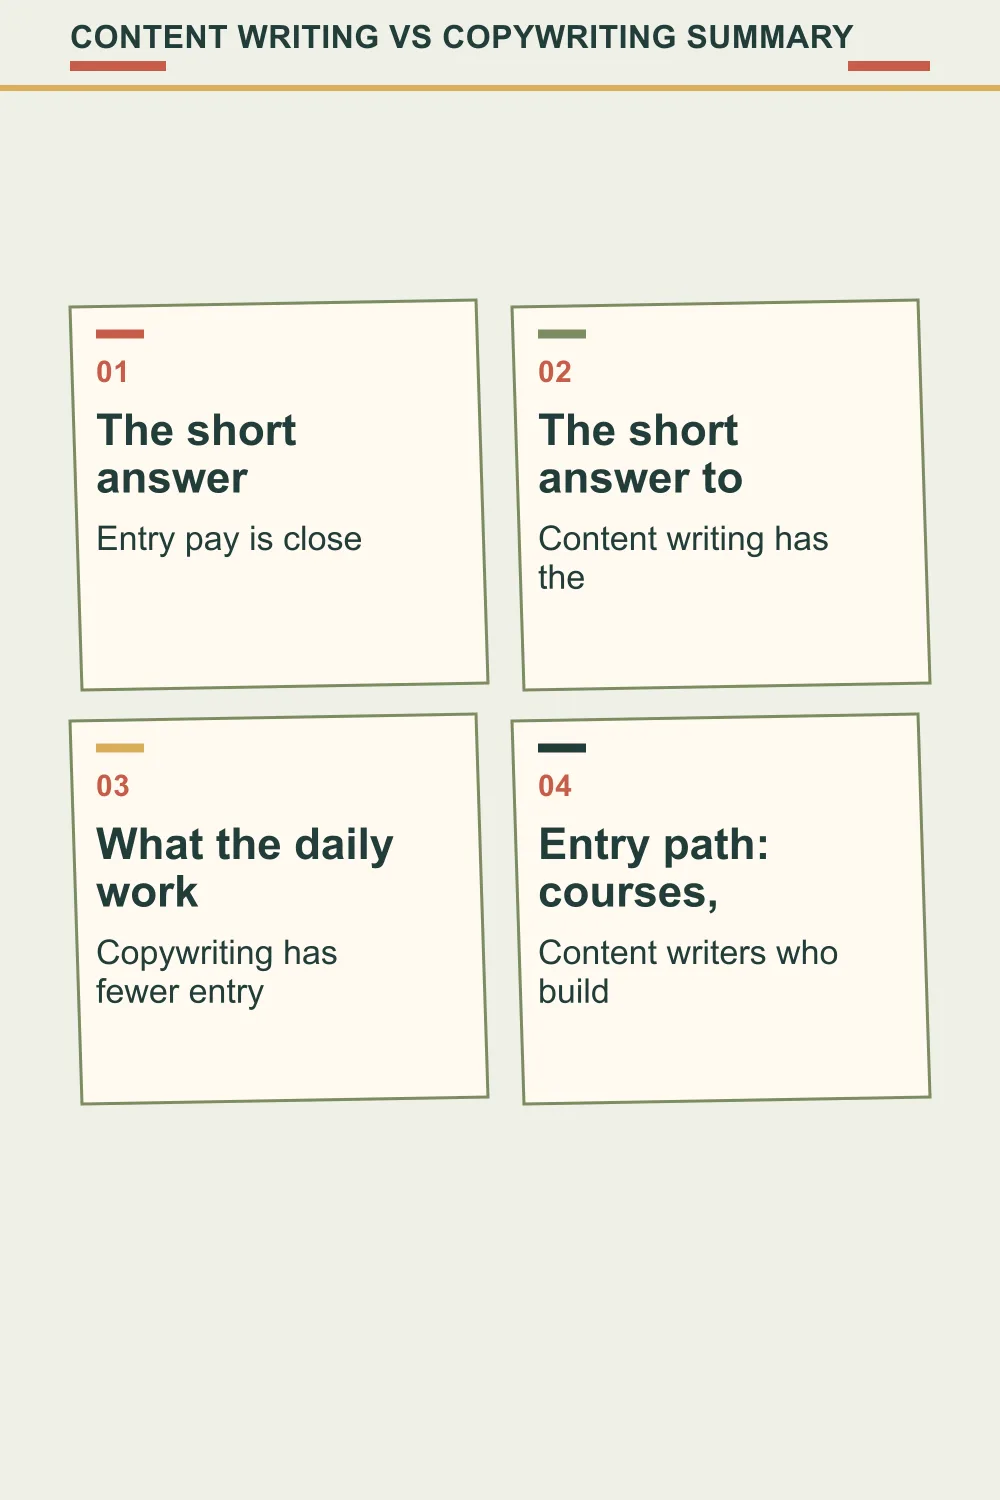 CONTENT WRITING VS COPYWRITING SUMMARY
01
The short
answer
Entry pay is close
02
The short
answer to
Content writing has
the
03
What the daily
work
Copywriting has
fewer entry
04
Entry path:
courses,
Content writers who
build